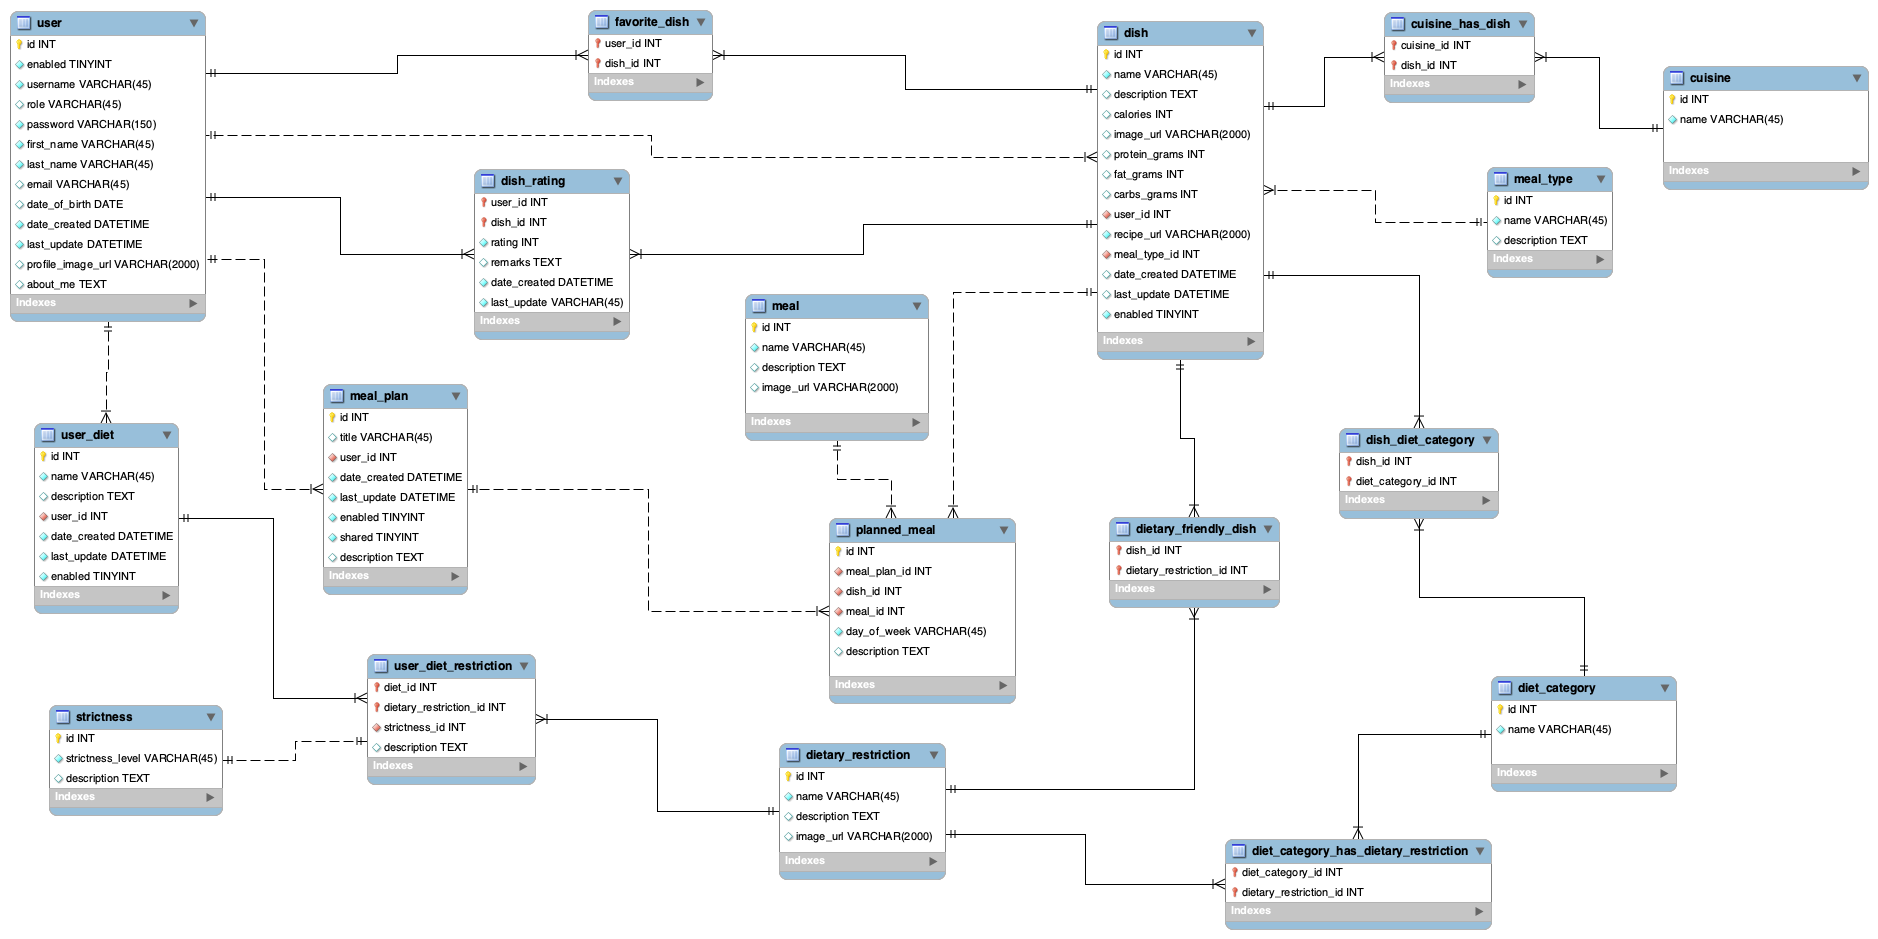 user
id INT
enabled TINYINT
username VARCHAR(45)
role VARCHAR(45)
password VARCHAR(150)
first_name VARCHAR(45)
last_name VARCHAR(45)
email VARCHAR(45)
date_of_birth DATE
date_created DATETIME
last_update DATETIME
profile_image_url VARCHAR(2000)
about_me TEXT
Indexes
favorite_dish
user_id INT
dish_id INT
Indexes
dish
id INT
name VARCHAR(45)
description TEXT
calories INT
image_url VARCHAR(2000)
protein_grams INT
fat_grams INT
carbs_grams INT
user_id INT
recipe_url VARCHAR(2000)
meal_type_id INT
date_created DATETIME
last_update DATETIME
enabled TINYINT
Indexes
cuisine_has_dish
cuisine_id INT
dish_id INT
Indexes
cuisine
id INT
name VARCHAR(45)
Indexes
dish_rating
user_id INT
dish_id INT
rating INT
remarks TEXT
date_created DATETIME
last_update VARCHAR(45)
Indexes
meal_type
id INT
name VARCHAR(45)
description TEXT
Indexes
meal
id INT
name VARCHAR(45)
description TEXT
image_url VARCHAR(2000)
Indexes
user_diet
id INT
name VARCHAR(45)
description TEXT
user_id INT
date_created DATETIME
last_update DATETIME
enabled TINYINT
Indexes
meal_plan
id INT
title VARCHAR(45)
user_id INT
date_created DATETIME
last_update DATETIME
enabled TINYINT
shared TINYINT
description TEXT
Indexes
planned_meal
id INT
meal_plan_id INT
dish_id INT
meal_id INT
day_of_week VARCHAR(45)
description TEXT
Indexes
dietary_friendly_dish
dish_id INT
dietary_restriction_id INT
Indexes
dish_diet_category
dish_id INT
diet_category_id INT
Indexes
strictness
id INT
strictness_level VARCHAR(45)
description TEXT
Indexes
user_diet_restriction
diet_id INT
dietary_restriction_id INT
strictness_id INT
description TEXT
Indexes
dietary_restriction
id INT
name VARCHAR(45)
description TEXT
image_url VARCHAR(2000)
Indexes
diet_category
id INT
name VARCHAR(45)
Indexes
diet_category_has_dietary_restriction
diet_category_id INT
dietary_restriction_id INT
Indexes